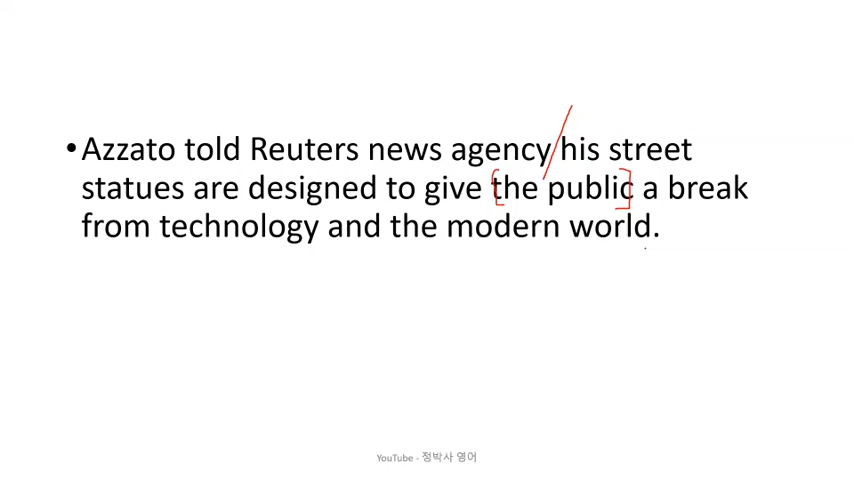 •Azzato told Reuters news agency his street
statues are designed to give the public a break
from technology and the modern world.
YouTube - 정박사 영어